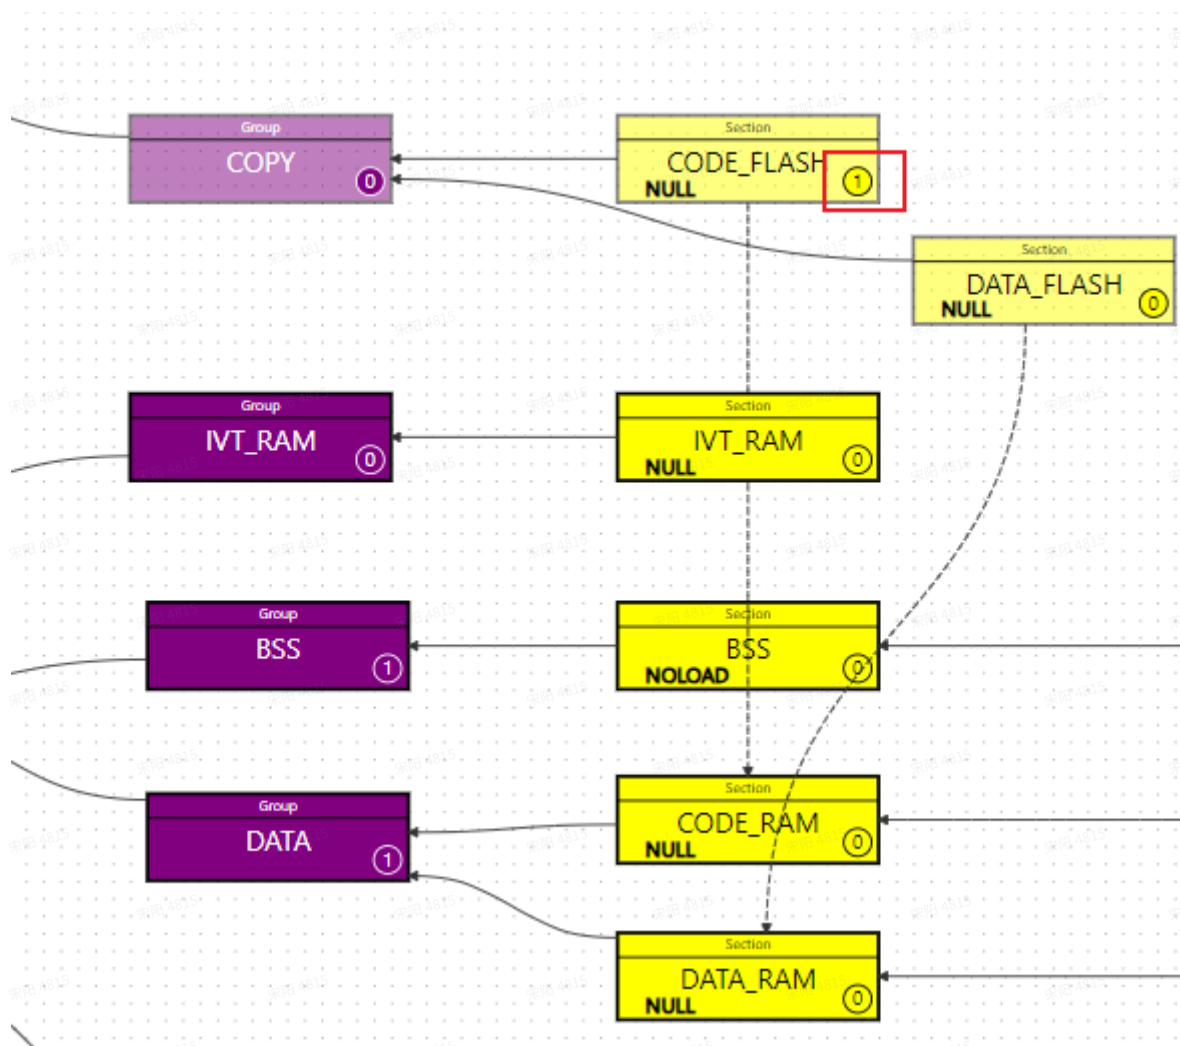 Group
COPY
0
Section
CODE_FLASH
NULL
1
Section
DATA_FLASH
NULL
0
Group
IVT_RAM
0
Section
IVT_RAM
NULL
0
Group
BSS
1
Section
BSS
NOLOAD
0
Group
DATA
1
Section
CODE_RAM
NULL
0
Section
DATA_RAM
NULL
0